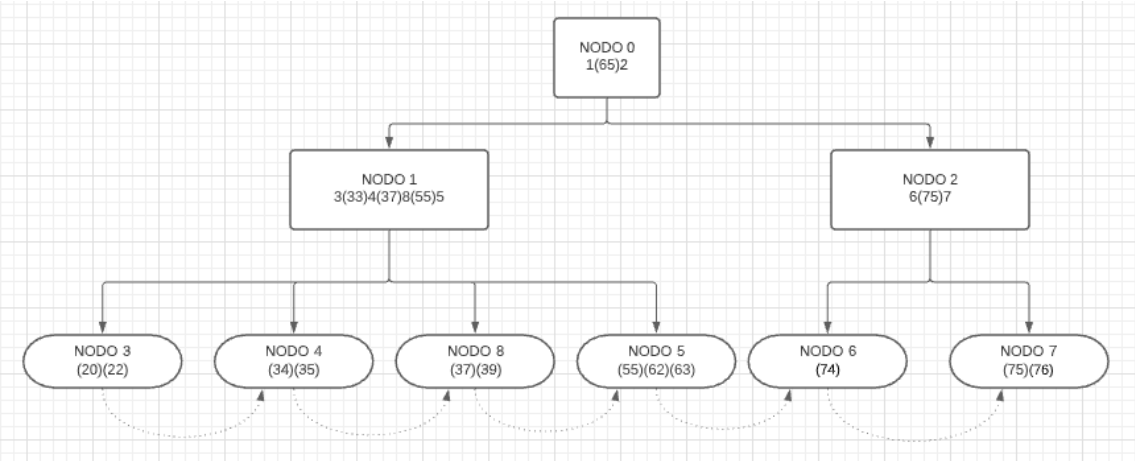 NODO 0
1(65)2
NODO 1
3(33)4(37)8(55)5
NODO 2
6(75)7
NODO 3
(20)(22)
NODO 4
(34)(35)
NODO 8
(37)(39)
NODO 5
(55)(62)(63)
NODO 6
(74)
NODO 7
(75)(76)